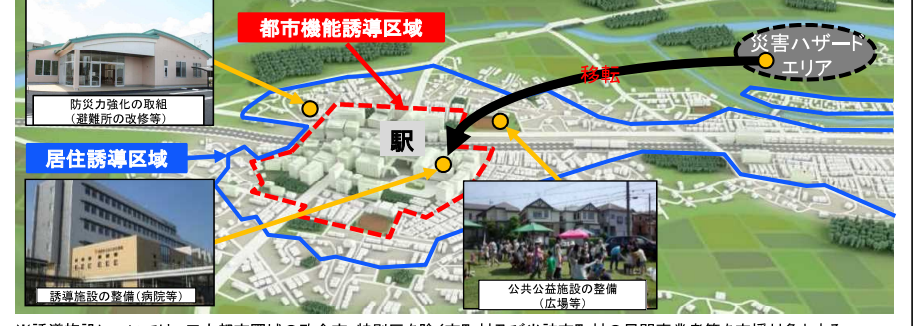 都市機能誘導区域
災害ハザード
エリア
移転
防災力強化の取組
（避難所の改修等）
駅
居住誘導区域
誘導施設の整備（病院等）
公共公益施設の整備
（広場等）